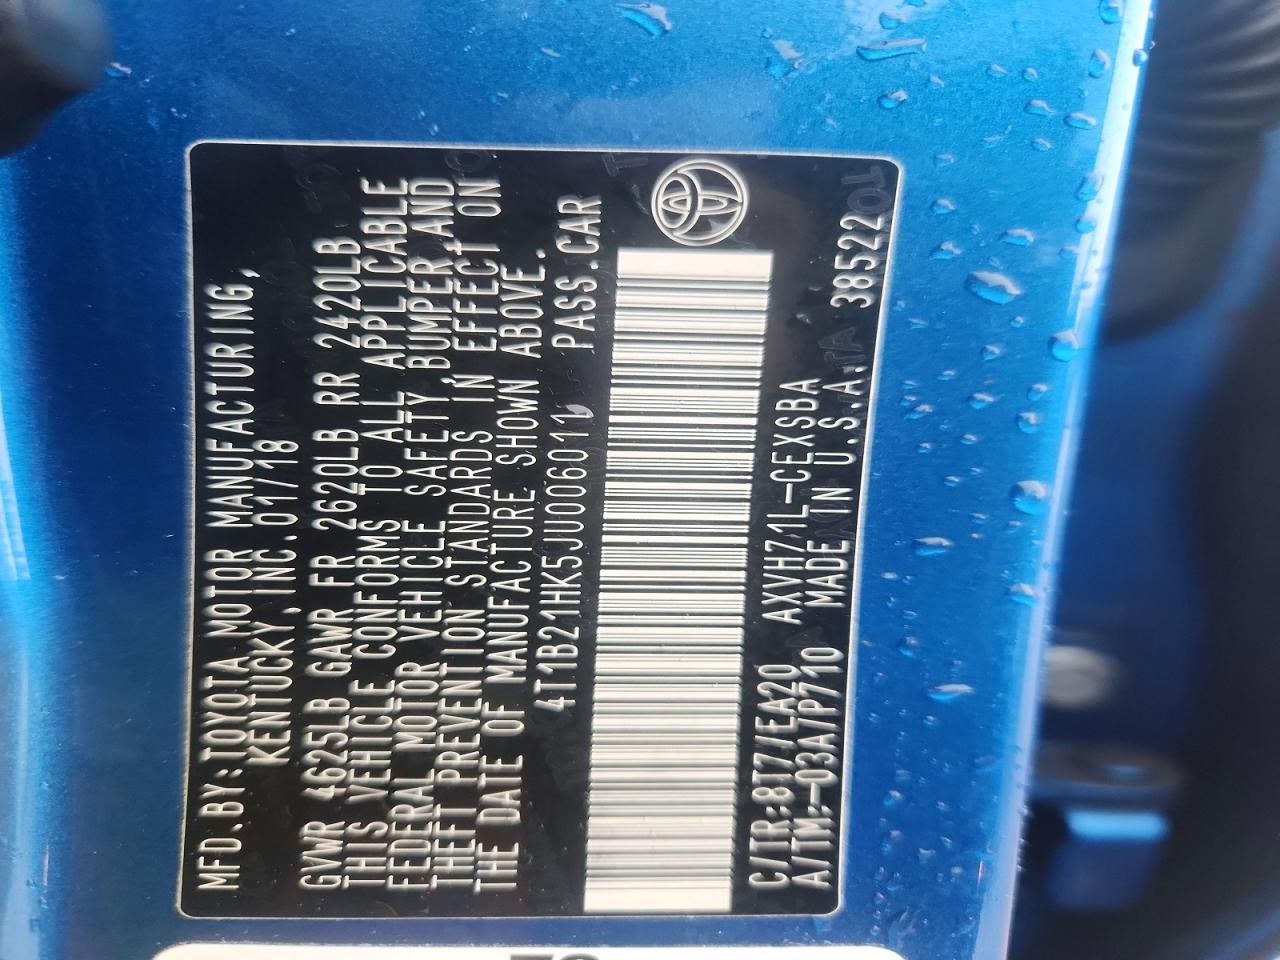 MFD.BY:TOYOTA MOTOR MANUFACTURING,
KENTUCKY,INC.01/18
GVWR 4625LB GAWR FR 2620LB RR 2420LB
THIS VEHICLE CONFORMS TO ALL APPLICABLE
FEDERAL MOTOR VEHICLE SAFETY,BUMPER,AND
THEFT PREVENTION STANDARDS IN EFFECT ON
THE DATE OF MANUFACTURE SHOWN ABOVE.
4T1B21HK5JU006011 PASS.CAR
C/TR:8T7/EA20 AXVH71L-CEXSBA
A/TM:-03A/P710 MADE IN U.S.A. 38522